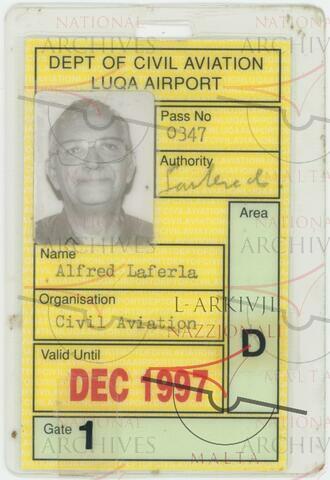 DEPT OF CIVIL AVIATION
LUQA AIRPORT
Pass No
0347
Authority
Area
D
Name
Alfred Laferla
Organisation
Civil Aviation
Valid Until
DEC 1997
Gate 1
NATIONAL
ARCHIVES
MALTA
L-ARKIVJI
NAZZJONALI
MALTA